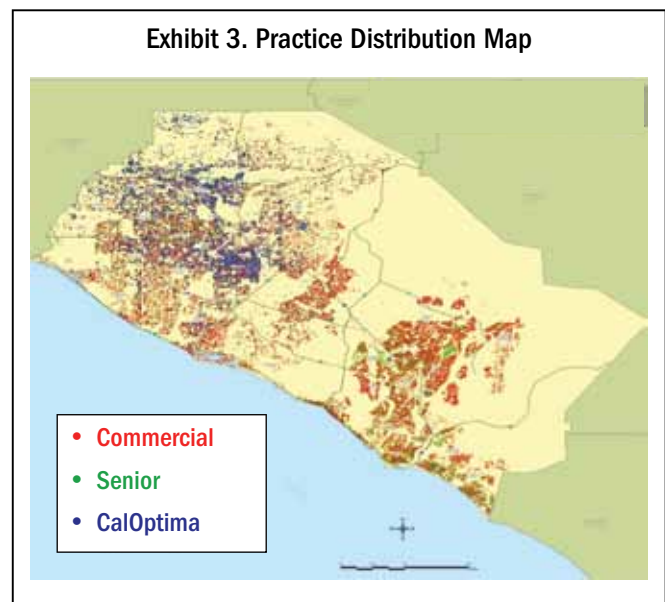 Exhibit 3. Practice Distribution Map
• Commercial
• Senior
• CalOptima